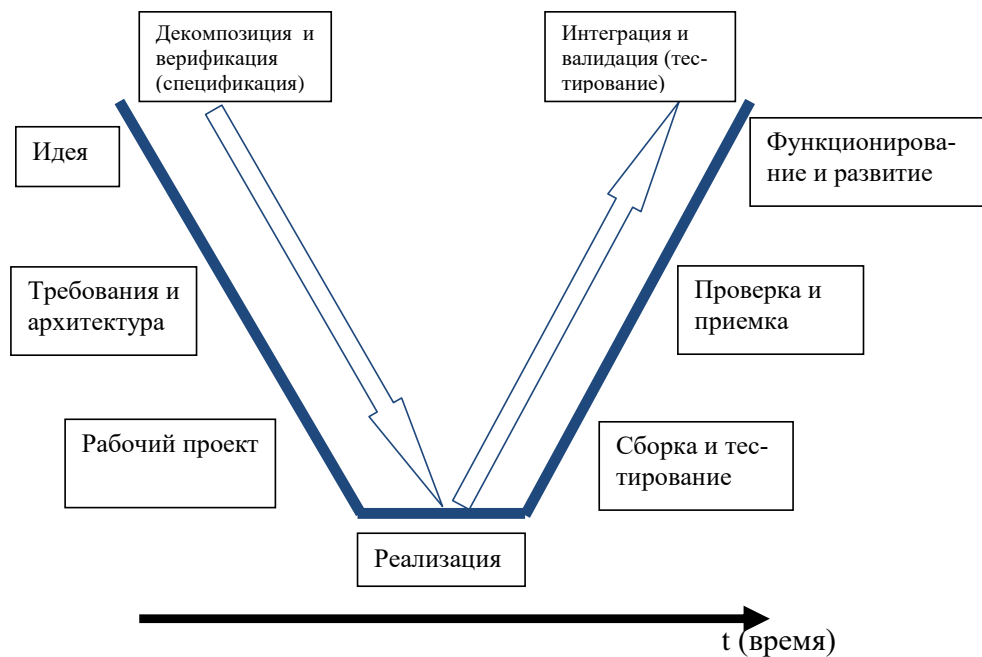 Декомпозиция и
верификация
(спецификация)
Интеграция и
валидация (тес-
тирование)
Идея
Функционирова-
ние и развитие
Требования и
архитектура
Проверка и
приемка
Рабочий проект
Сборка и тес-
тирование
Реализация
t (время)